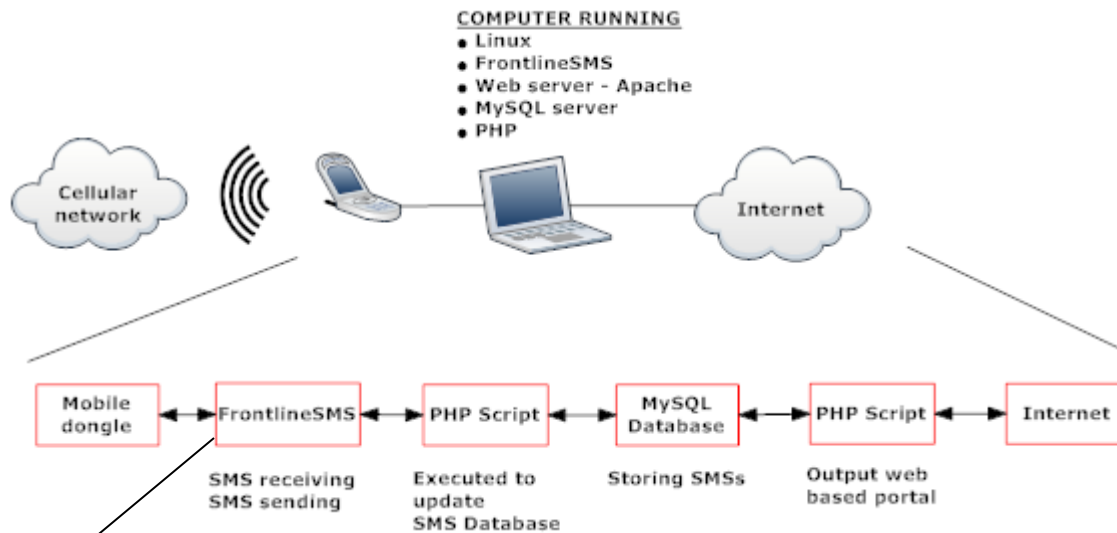 COMPUTER RUNNING
● Linux
● FrontlineSMS
● Web server - Apache
● MySQL server
● PHP
Cellular
network
Internet
Mobile
dongle
FrontlineSMS
PHP Script
MySQL
Database
PHP Script
Internet
SMS receiving
SMS sending
Executed to
update
SMS Database
Storing SMSs
Output web
based portal